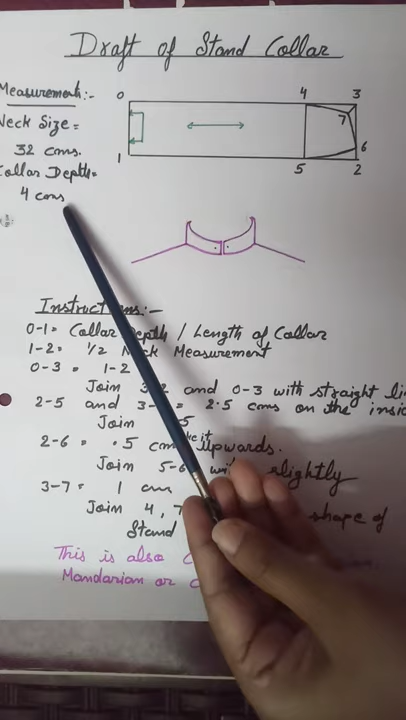 Draft of Stand Collar
Measurement:-
Neck Size=
32 cms.
Collar Depth=
4 cms
0 4 3
7
6
1 5 2
Instructions:-
0-1= Collar Depth / Length of Collar
1-2= 1/2 Neck Measurement
0-3 = 1-2
Join 3-2 and 0-3 with straight
2-5 and 3- = 2.5 cms on the
Join 5
2-6 = .5 cm it upwards.
Join 5-6 slightly
3-7 = 1 cm
Join 4, 7 shape of
Stand
This is also
Mandarian or